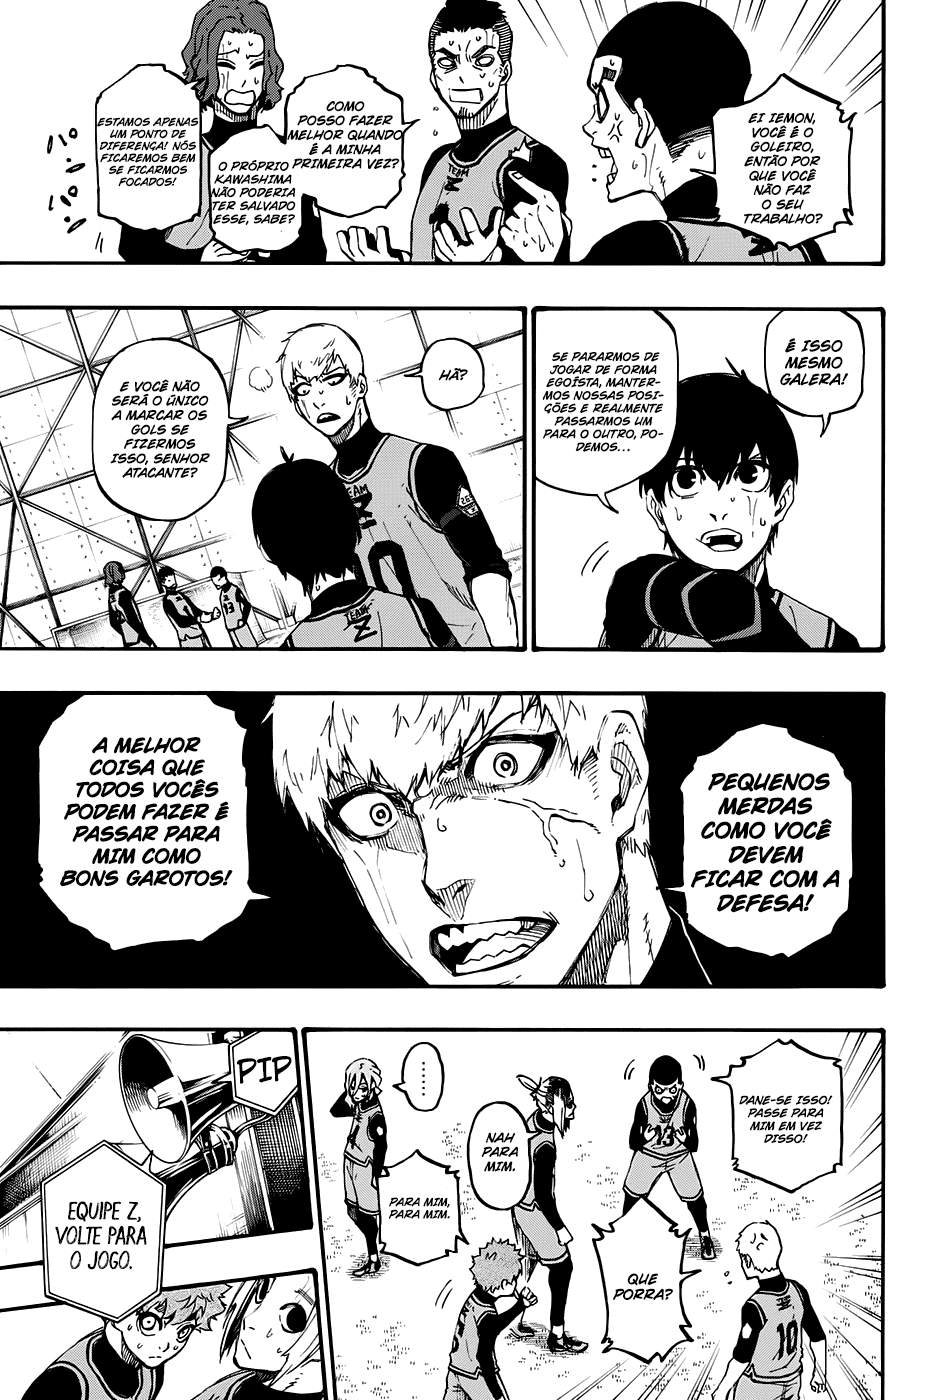 EI IEMON,
VOCÊ É O
GOLEIRO,
ENTÃO POR
QUE VOCÊ
NÃO FAZ
O SEU
TRABALHO?
COMO
POSSO FAZER
MELHOR QUANDO
É A MINHA
PRIMEIRA VEZ?
O PRÓPRIO
KAWASHIMA
NÃO PODERIA
TER SALVADO
ESSE, SABE?
ESTAMOS APENAS
UM PONTO DE
DIFERENÇA! NÓS
FICAREMOS BEM
SE FICARMOS
FOCADOS!
TEAM
Z
É ISSO
MESMO
GALERA!
SE PARARMOS DE
JOGAR DE FORMA
EGOÍSTA, MANTER-
MOS NOSSAS POSI-
ÇÕES E REALMENTE
PASSARMOS UM
PARA O OUTRO, PO-
DEMOS...
HÃ?
E VOCÊ NÃO
SERÁ O ÚNICO
A MARCAR OS
GOLS SE
FIZERMOS
ISSO, SENHOR
ATACANTE?
TEAM
TEAM
Z
13
PEQUENOS
MERDAS
COMO VOCÊ
DEVEM
FICAR COM A
DEFESA!
A MELHOR
COISA QUE
TODOS VOCÊS
PODEM FAZER É
PASSAR PARA
MIM COMO
BONS GAROTOS!
DANE-SE ISSO!
PASSE PARA
MIM EM VEZ
DISSO!
......
NAH
PARA
MIM.
PARA MIM,
PARA MIM.
QUE
PORRA?
13
10
PIP
EQUIPE Z,
VOLTE PARA
O JOGO.